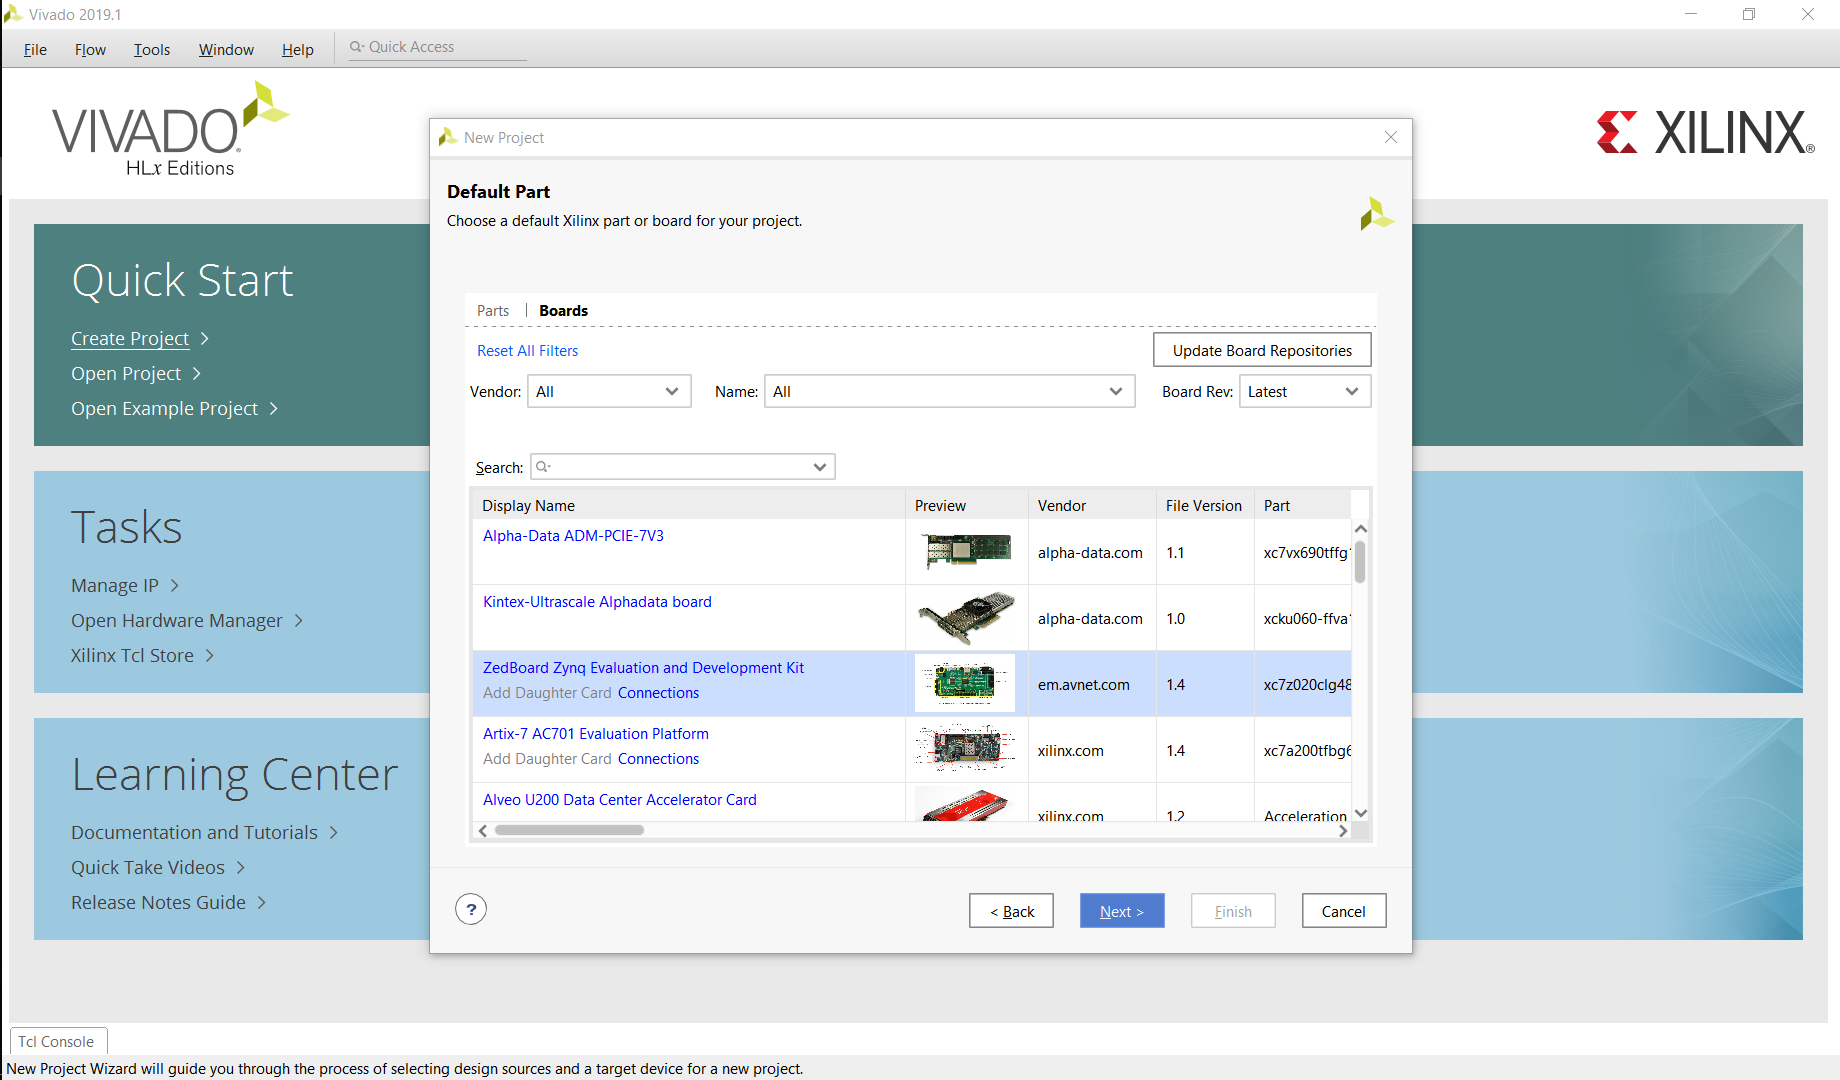 Vivado 2019.1
File Flow Tools Window Help Quick Access
VIVADO.
HLx Editions
XILINX®
New Project
Default Part
Choose a default Xilinx part or board for your project.
Quick Start
Create Project
Open Project
Open Example Project
Tasks
Manage IP
Open Hardware Manager
Xilinx Tcl Store
Learning Center
Documentation and Tutorials
Quick Take Videos
Release Notes Guide
Parts | Boards
Reset All Filters
Update Board Repositories
Vendor: All Name: All Board Rev: Latest
Search:
Display Name Preview Vendor File Version Part
Alpha-Data ADM-PCIE-7V3
alpha-data.com 1.1 xc7vx690tffg1
Kintex-Ultrascale Alphadata board
alpha-data.com 1.0 xcku060-ffva1
ZedBoard Zynq Evaluation and Development Kit
Add Daughter Card Connections
em.avnet.com 1.4 xc7z020clg48
Artix-7 AC701 Evaluation Platform
Add Daughter Card Connections
xilinx.com 1.4 xc7a200tfbg6
Alveo U200 Data Center Accelerator Card
xilinx.com 1.2 Acceleration
?
< Back Next > Finish Cancel
Tcl Console
New Project Wizard will guide you through the process of selecting design sources and a target device for a new project.